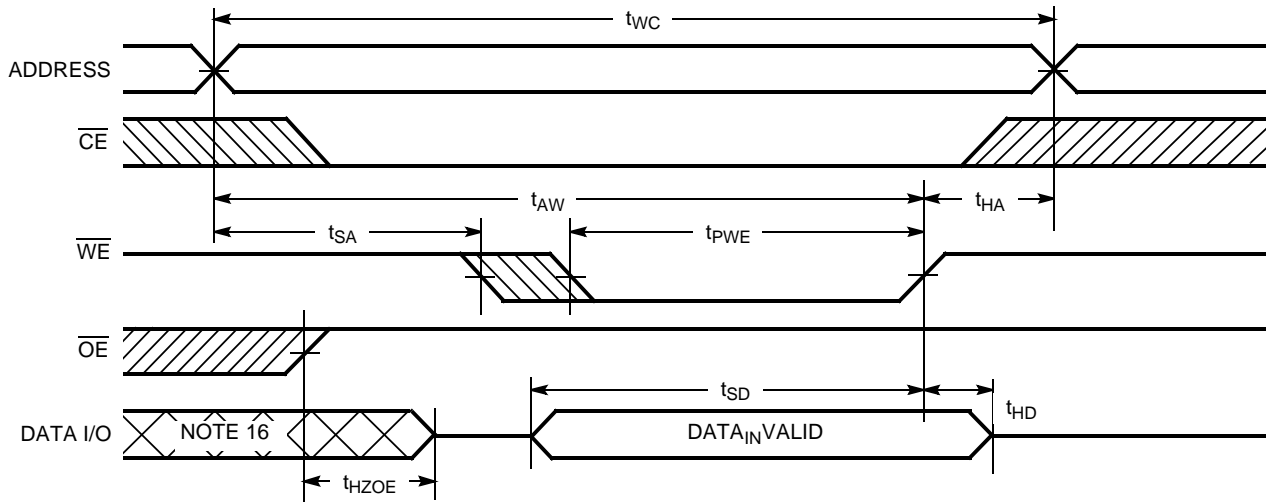 tWC
ADDRESS
CE
tAW
tHA
tSA
tPWE
WE
OE
tSD
tHD
DATA I/O
NOTE 16
DATAINVALID
tHZOE